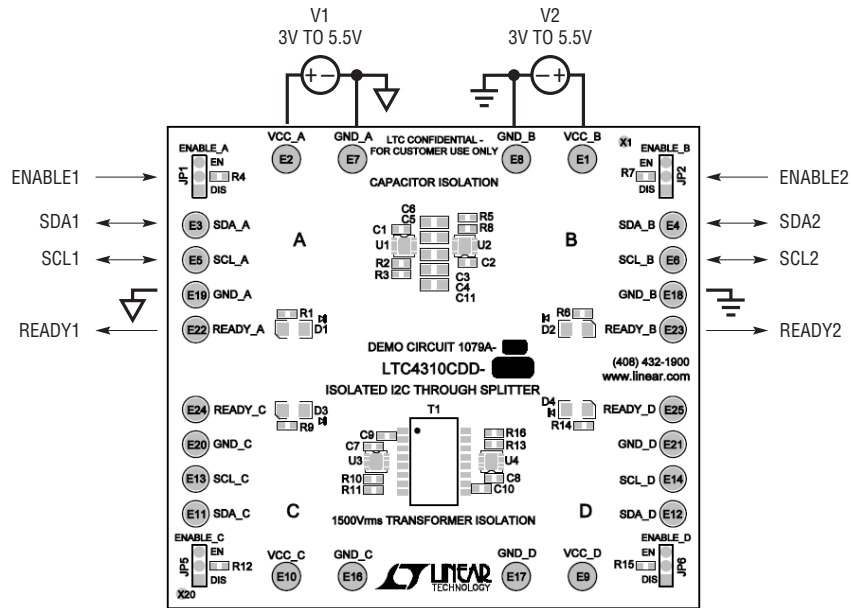 V1
3V TO 5.5V
V2
3V TO 5.5V
+ −
− +
VCC_A
GND_A
LTC CONFIDENTIAL -
FOR CUSTOMER USE ONLY
GND_B
VCC_B
E2
E7
E8
E1
X1
ENABLE_A
EN
JP1
R4
DIS
ENABLE_B
EN
R7
JP2
DIS
CAPACITOR ISOLATION
ENABLE1
ENABLE2
SDA1
E3 SDA_A
SDA_B E4
SDA2
SCL1
E5 SCL_A
SCL_B E6
SCL2
E19 GND_A
GND_B E18
READY1
E22 READY_A
READY_B E23
READY2
A
B
C6
C5
C1
U1
R2
R3
R5
R8
U2
C2
C3
C4
C11
R1
D1
R6
D2
DEMO CIRCUIT 1079A-
LTC4310CDD-
(408) 432-1900
www.linear.com
ISOLATED I2C THROUGH SPLITTER
E24 READY_C
D3
R9
D4
R14
READY_D E25
E20 GND_C
GND_D E21
E13 SCL_C
SCL_D E14
E11 SDA_C
SDA_D E12
T1
C9
C7
U3
R10
R11
R16
R13
U4
C8
C10
C
D
1500Vrms TRANSFORMER ISOLATION
ENABLE_C
EN
JP5
R12
DIS
X20
VCC_C
GND_C
E10
E16
LINEAR
TECHNOLOGY
GND_D
VCC_D
E17
E9
ENABLE_D
EN
R15
JP6
DIS